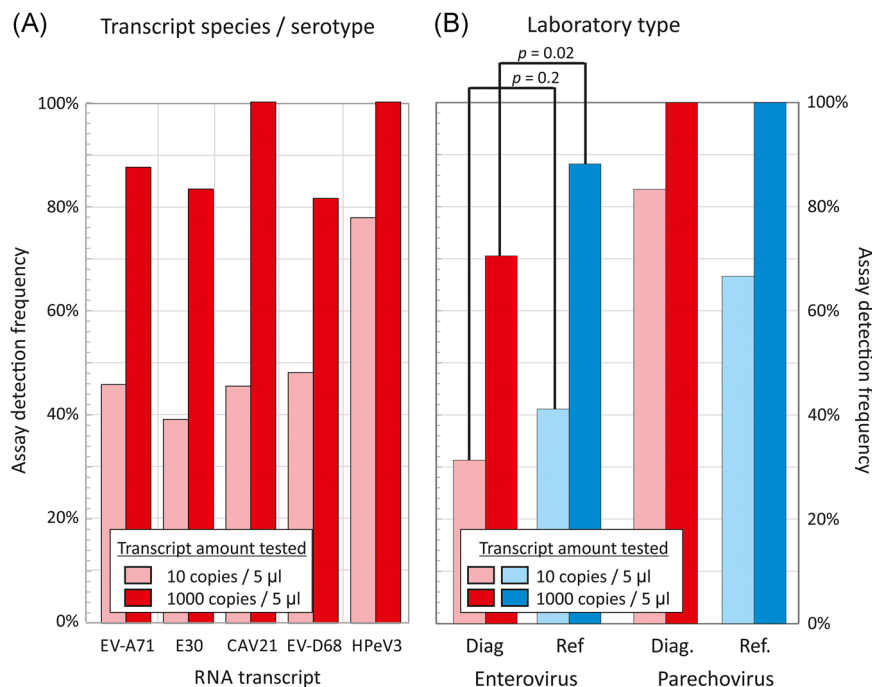 (A) Transcript species / serotype
Assay detection frequency
100%
80%
60%
40%
20%
0%
Transcript amount tested
10 copies / 5 µl
1000 copies / 5 µl
EV-A71 E30 CAV21 EV-D68 HPeV3
RNA transcript
(B) Laboratory type
p = 0.02
p = 0.2
100%
80%
60%
40%
20%
0%
Assay detection frequency
Transcript amount tested
10 copies / 5 µl
1000 copies / 5 µl
Diag Ref Diag. Ref.
Enterovirus Parechovirus